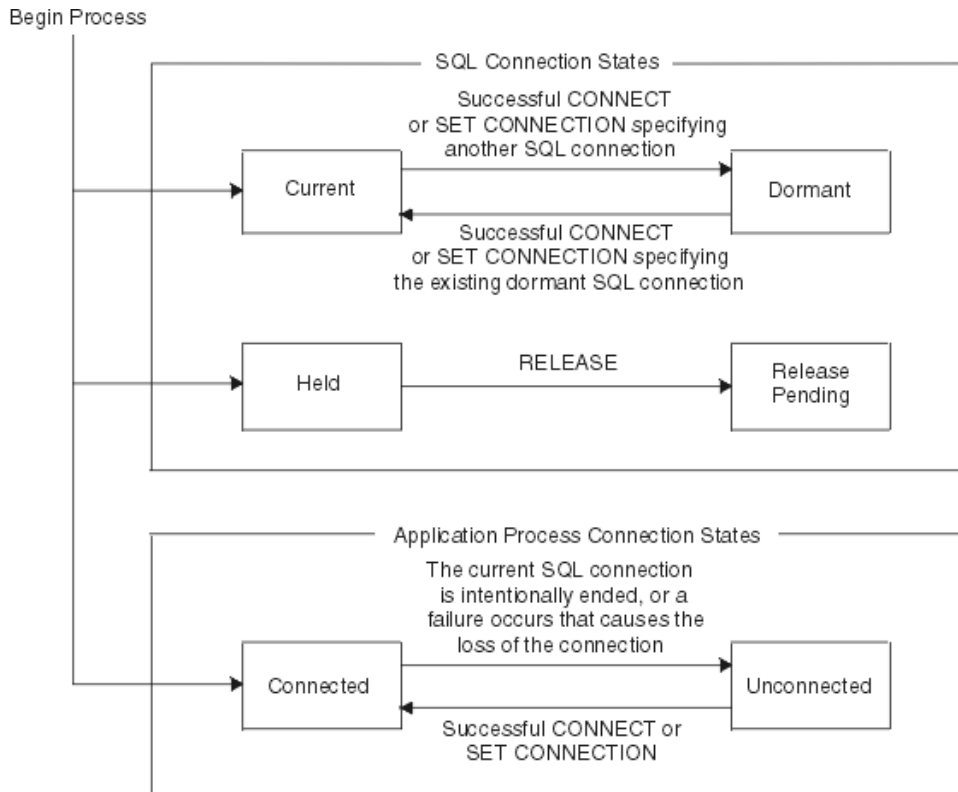 Begin Process
SQL Connection States
Successful CONNECT
or SET CONNECTION specifying
another SQL connection
Current
Dormant
Successful CONNECT
or SET CONNECTION specifying
the existing dormant SQL connection
RELEASE
Held
Release
Pending
Application Process Connection States
The current SQL connection
is intentionally ended, or a
failure occurs that causes the
loss of the connection
Connected
Unconnected
Successful CONNECT or
SET CONNECTION